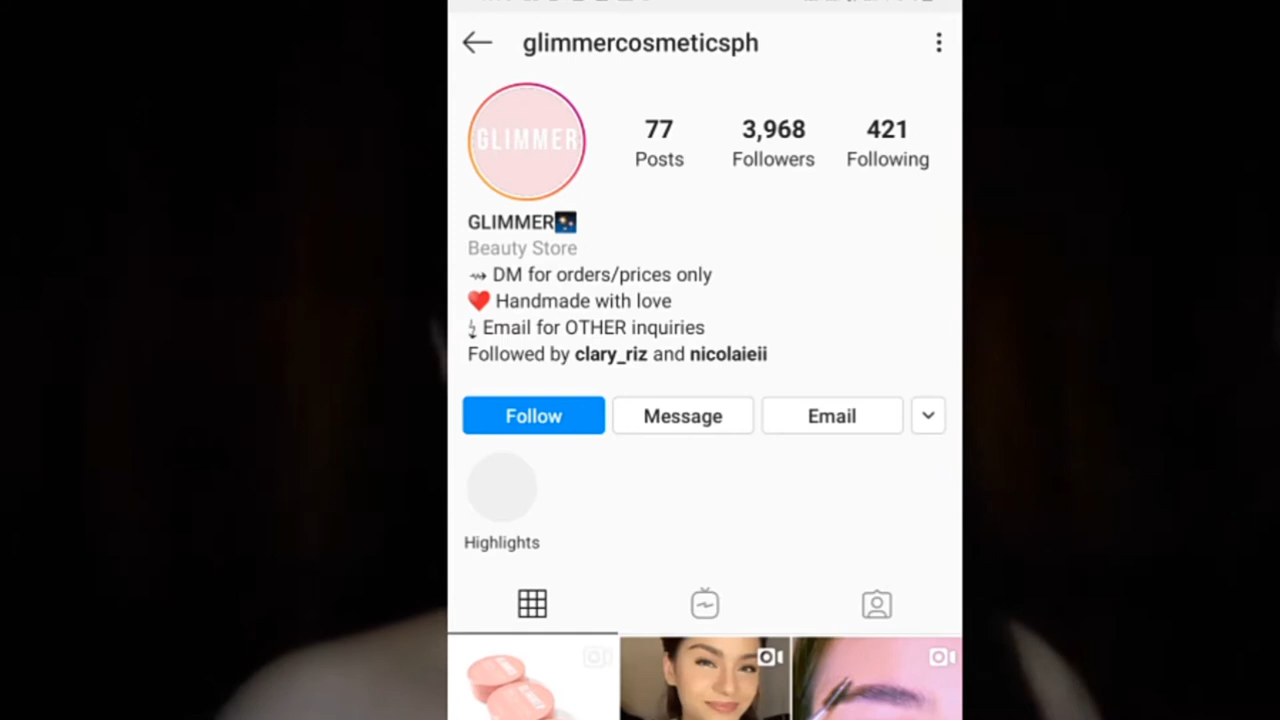 glimmercosmeticsph
GLIMMER
77 3,968 421
Posts Followers Following
GLIMMER🌠
Beauty Store
⇝ DM for orders/prices only
❤️ Handmade with love
Email for OTHER inquiries
Followed by clary_riz and nicolaieii
Follow Message Email
Highlights